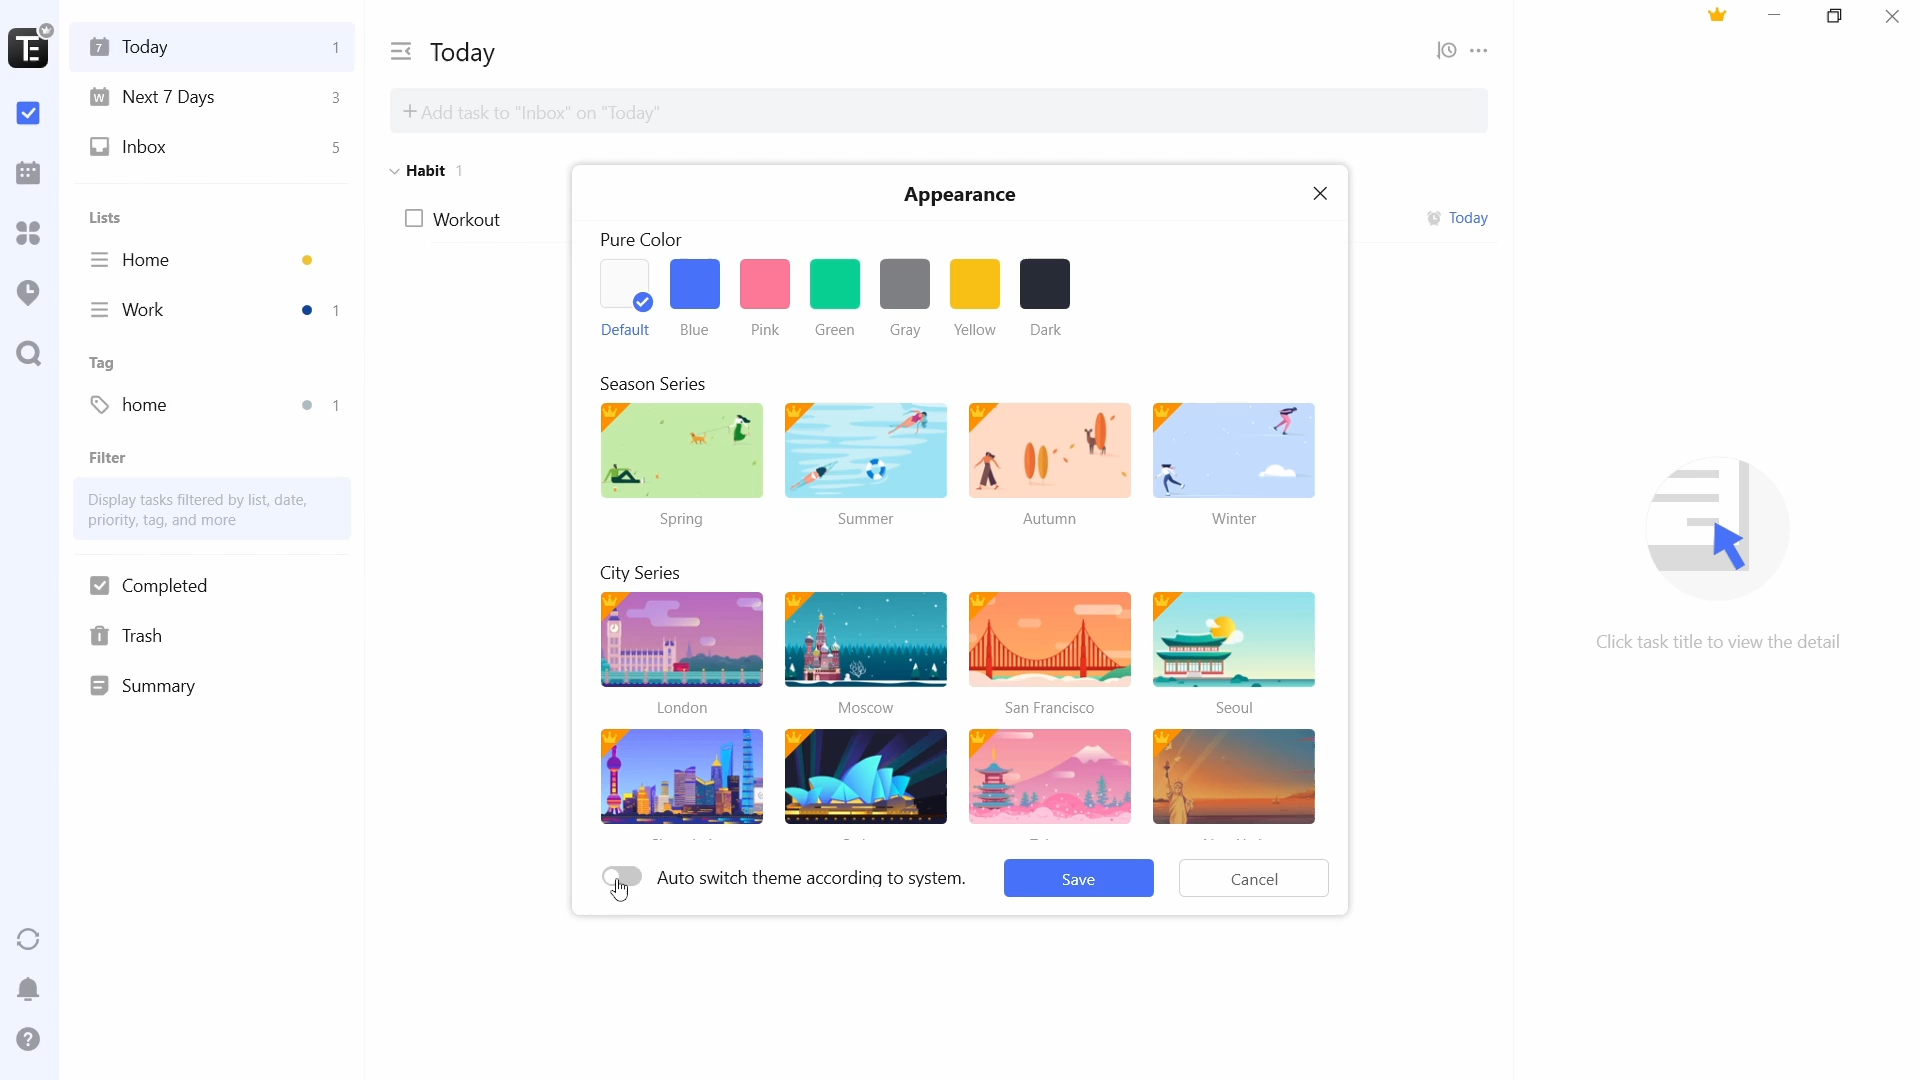 TE
7 Today 1
W Next 7 Days 3
Inbox 5
Lists
Home
Work 1
Tag
home 1
Filter
Display tasks filtered by list, date,
priority, tag, and more
Completed
Trash
Summary
Today
+ Add task to "Inbox" on "Today"
Habit 1
Workout
Today
Appearance
Pure Color
Default Blue Pink Green Gray Yellow Dark
Season Series
Spring Summer Autumn Winter
City Series
London Moscow San Francisco Seoul
Auto switch theme according to system.
Save
Cancel
Click task title to view the detail